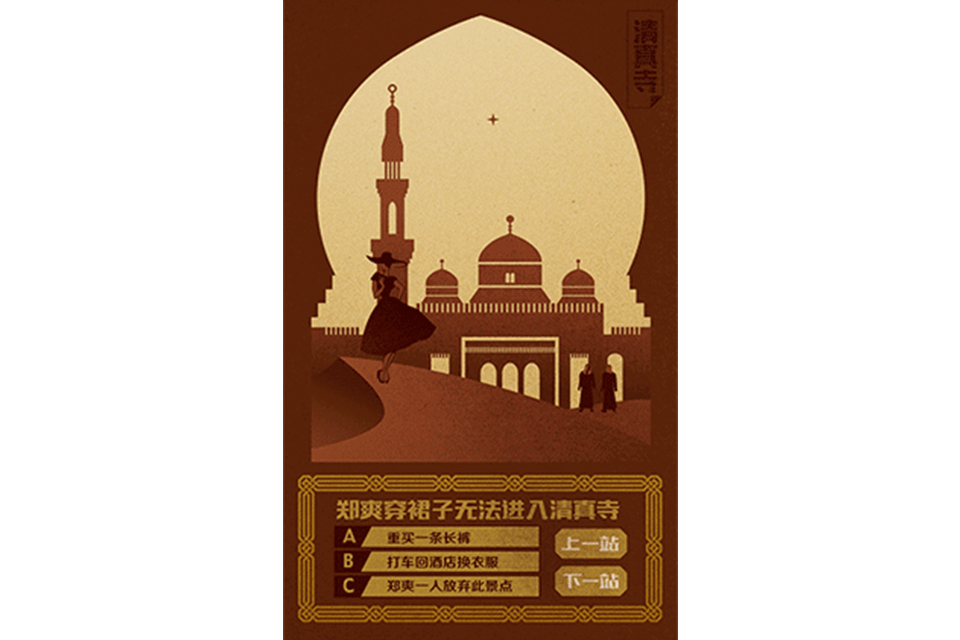 清真寺
郑爽穿裙子无法进入清真寺
A 重买一条长裤
B 打车回酒店换衣服
C 郑爽一人放弃此景点
上一站
下一站